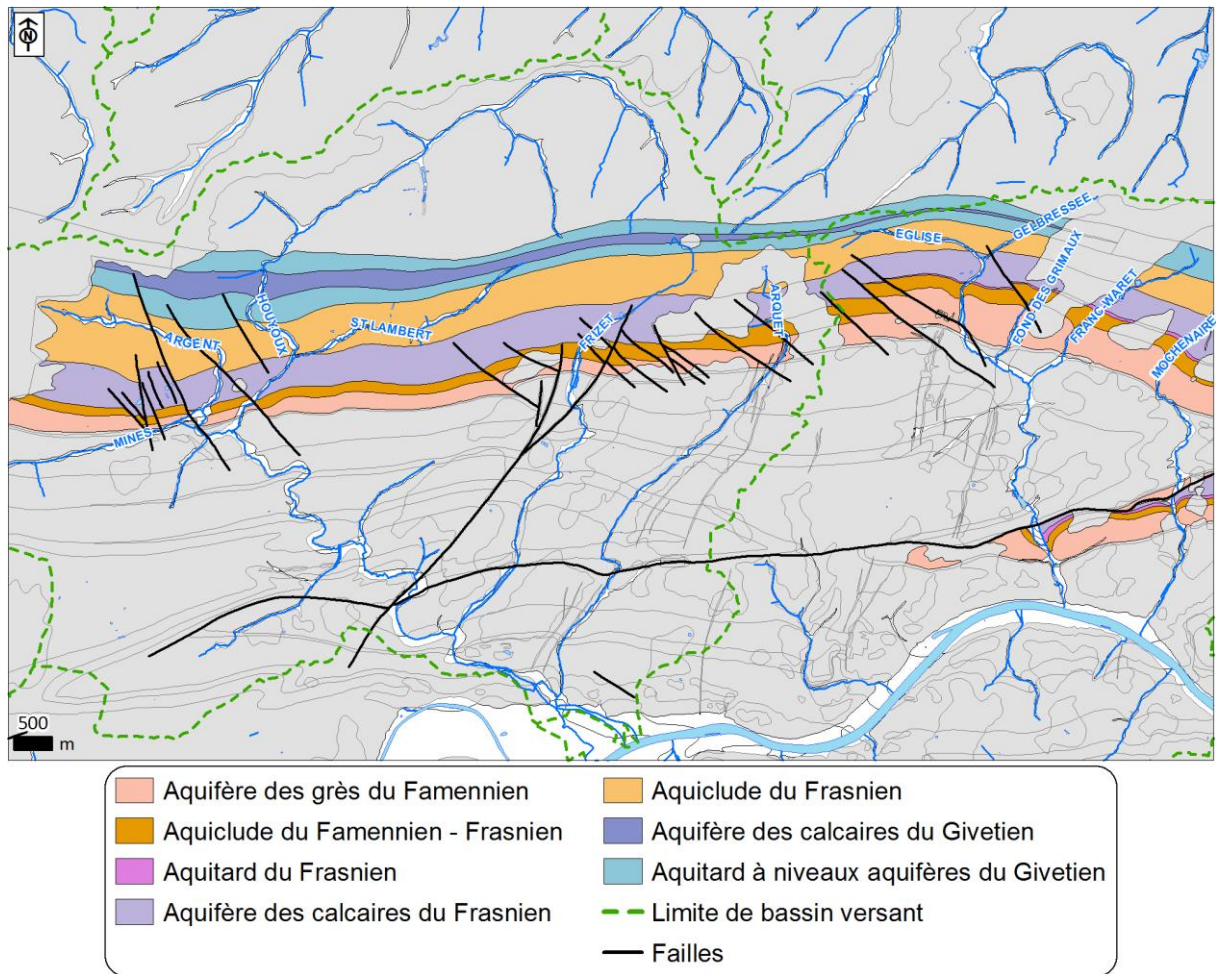 N
EGLISE
GELBRESSEE
FOND DES GRIMAUX
FRANC-WARET
MOCHENAIRE
HOUYOUX
ST LAMBERT
ARGENT
FRIZET
ARQUET
MINES
500
m
Aquifère des grès du Famennien
Aquiclude du Famennien - Frasnien
Aquitard du Frasnien
Aquifère des calcaires du Frasnien
Aquiclude du Frasnien
Aquifère des calcaires du Givetien
Aquitard à niveaux aquifères du Givetien
Limite de bassin versant
Failles